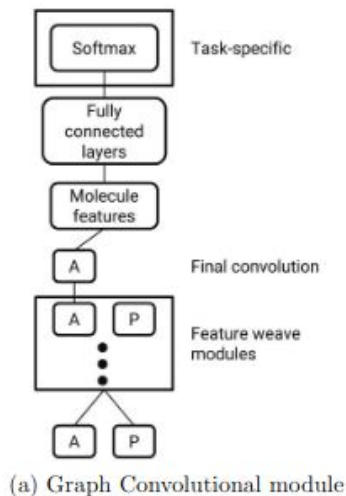 Softmax
Task-specific
Fully
connected
layers
Molecule
features
A
Final convolution
A
P
Feature weave
modules
A
P
(a) Graph Convolutional module